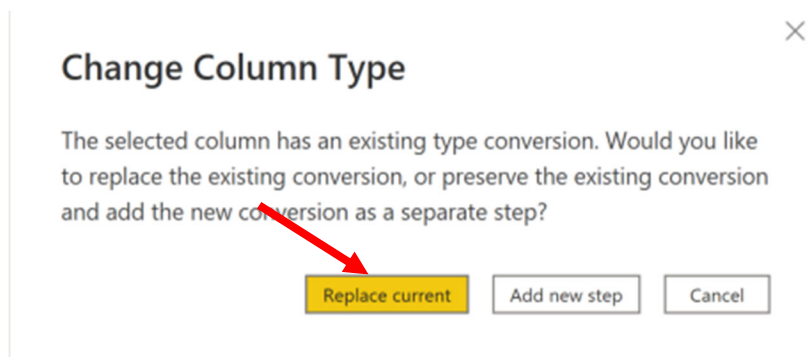 Change Column Type
The selected column has an existing type conversion. Would you like
to replace the existing conversion, or preserve the existing conversion
and add the new conversion as a separate step?
Replace current
Add new step
Cancel